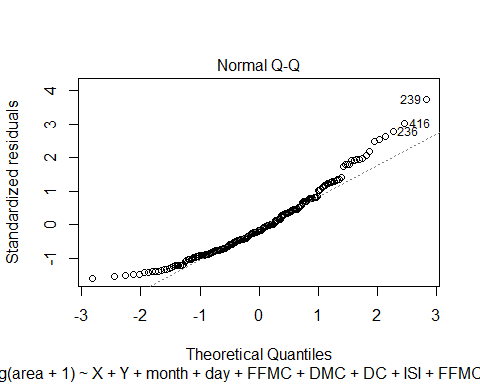 Normal Q-Q
Standardized residuals
4
3
2
1
0
-1
239
416
236
-3 -2 -1 0 1 2 3
Theoretical Quantiles
g(area + 1) ~ X + Y + month + day + FFMC + DMC + DC + ISI + FFMC